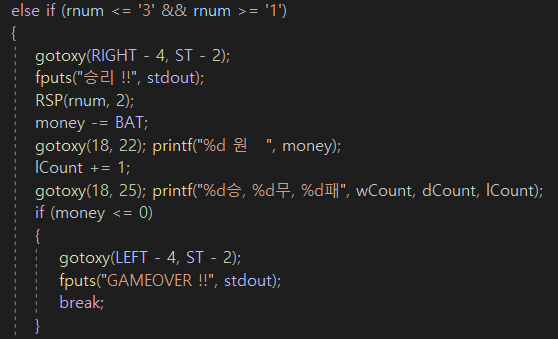 else if (rnum <= '3' && rnum >= '1')
{
gotoxy(RIGHT - 4, ST - 2);
fputs("승리 !!", stdout);
RSP(rnum, 2);
money -= BAT;
gotoxy(18, 22); printf("%d 원   ", money);
lCount += 1;
gotoxy(18, 25); printf("%d승, %d무, %d패", wCount, dCount, lCount);
if (money <= 0)
{
gotoxy(LEFT - 4, ST - 2);
fputs("GAMEOVER !!", stdout);
break;
}